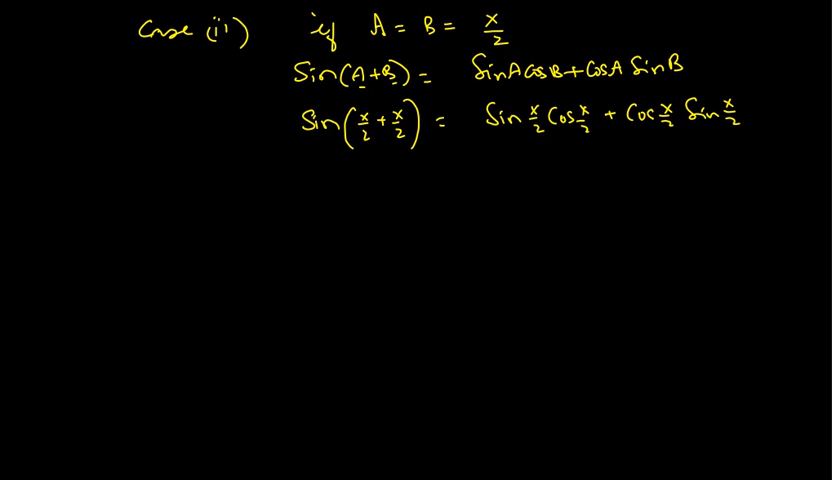 Case (ii) if A = B = x/2
Sin(A+B) = SinA CosB + CosA SinB
Sin(x/2 + x/2) = Sin x/2 Cos x/2 + Cos x/2 Sin x/2